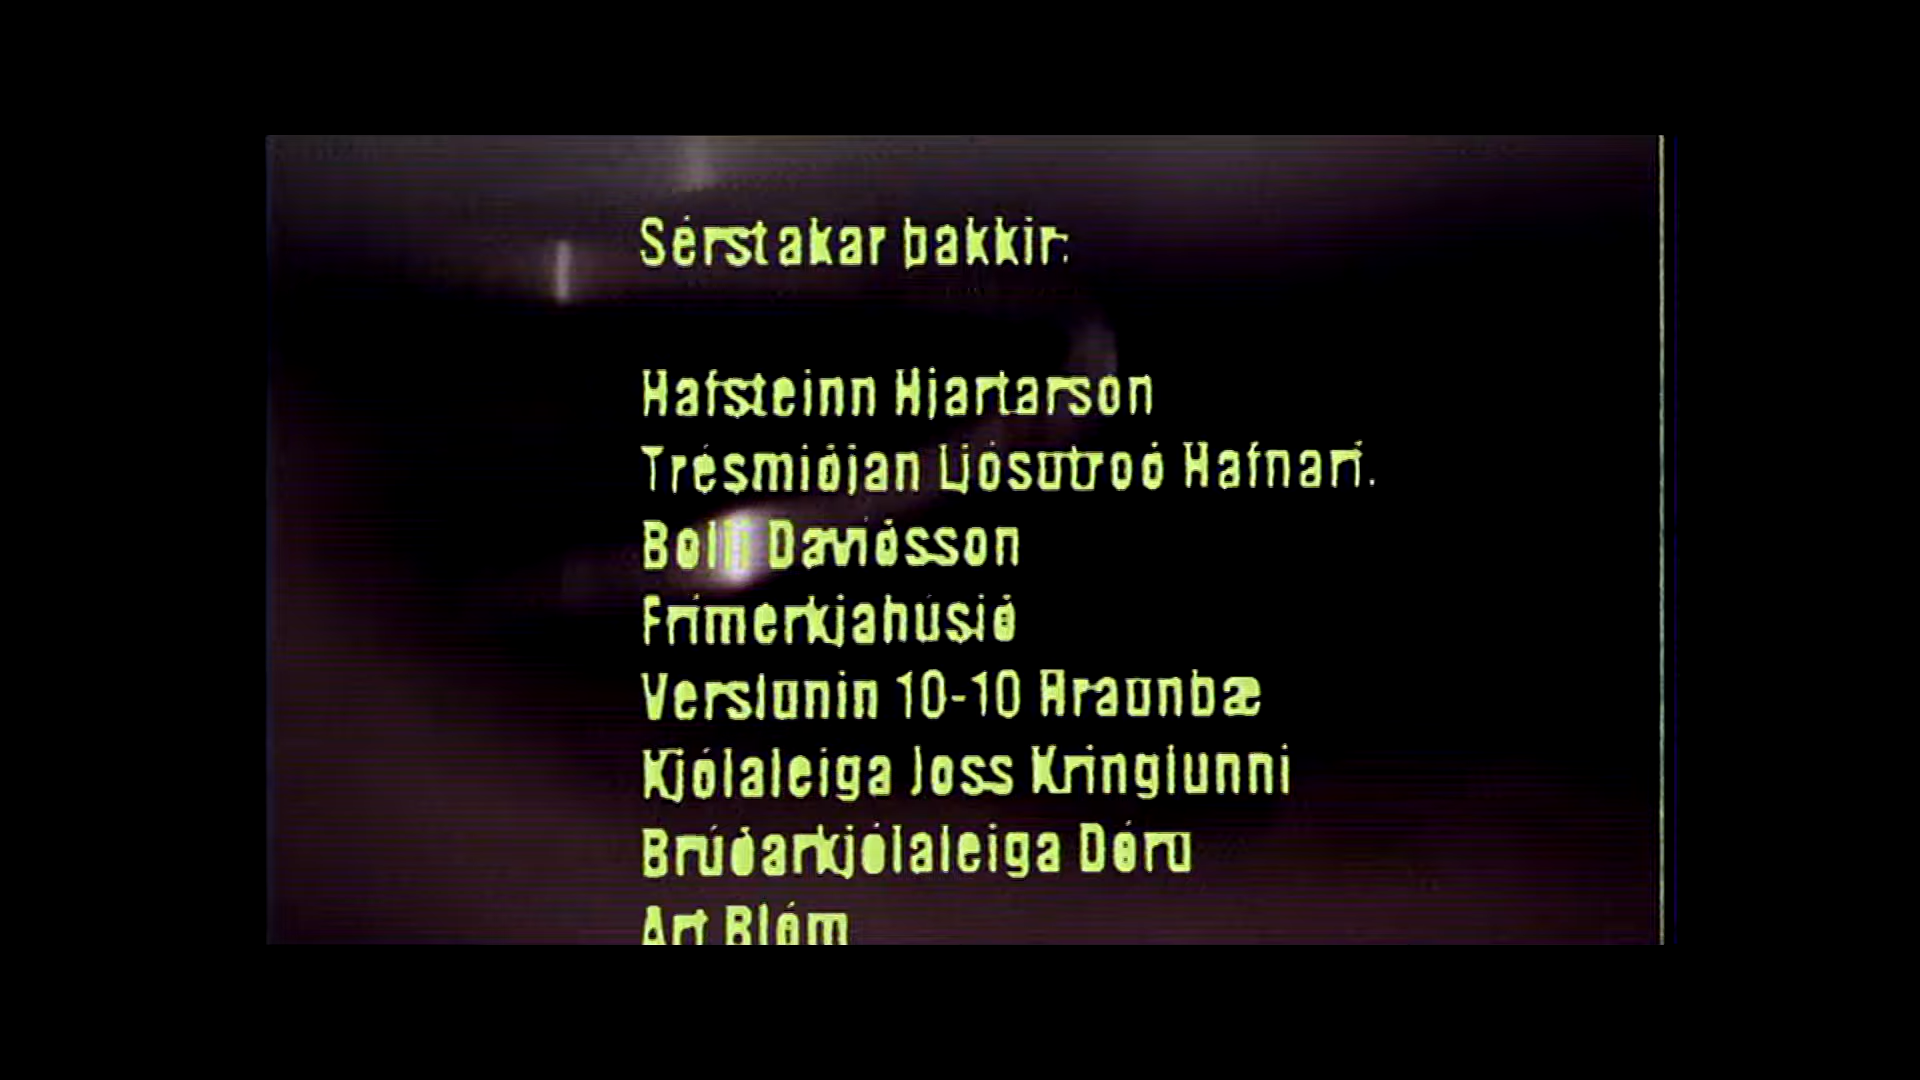 Sérstakar þakkir:
Hafsteinn Hjartarson
Trésmiðjan Ljósutröð Hafnarf.
Bolli Davíðsson
Frímerkjahúsið
Verslunin 10-10 Hraunbæ
Kjólaleiga Joss Kringlunni
Brúðarkjólaleiga Dóru
Art Blóm